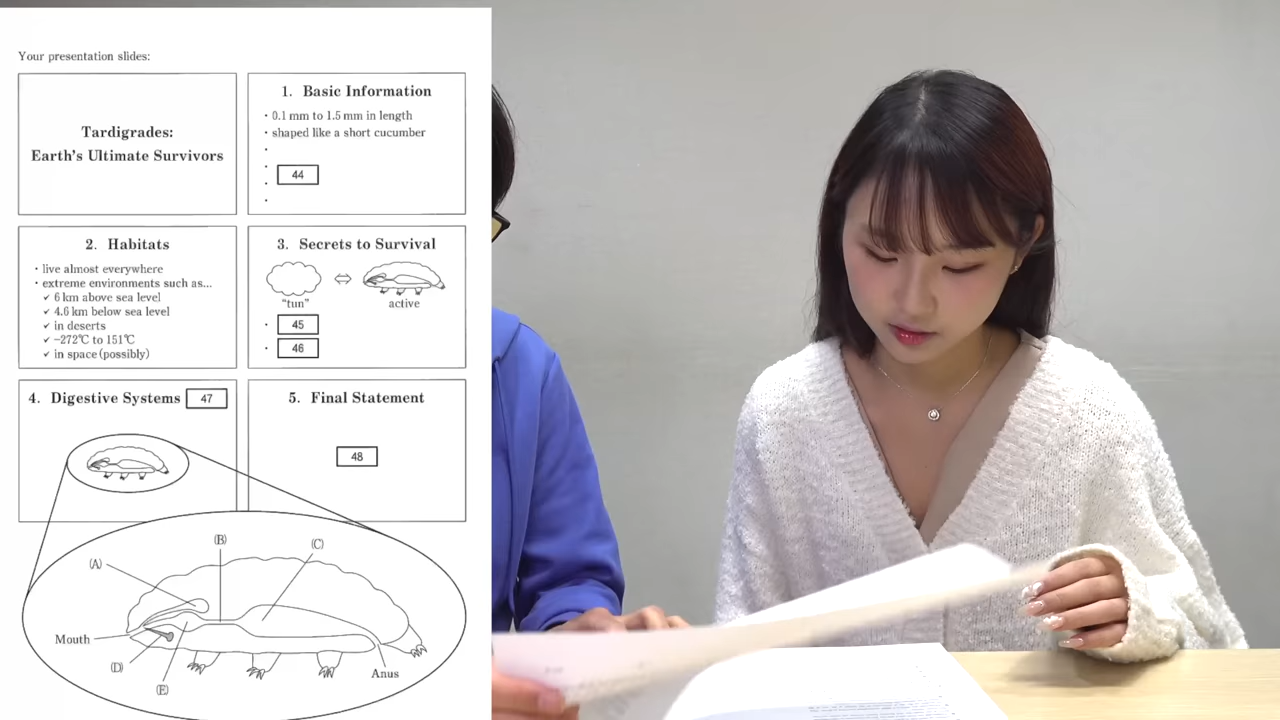 Your presentation slides:
Tardigrades:
Earth's Ultimate Survivors
1. Basic Information
・0.1 mm to 1.5 mm in length
・shaped like a short cucumber
・
・
44
・
・
2. Habitats
・live almost everywhere
・extreme environments such as...
✓ 6 km above sea level
✓ 4.6 km below sea level
✓ in deserts
✓ −272℃ to 151℃
✓ in space (possibly)
3. Secrets to Survival
⇔
"tun"
active
・ 45
・ 46
4. Digestive Systems 47
5. Final Statement
48
(A)
(B)
(C)
Mouth
(D)
(E)
Anus